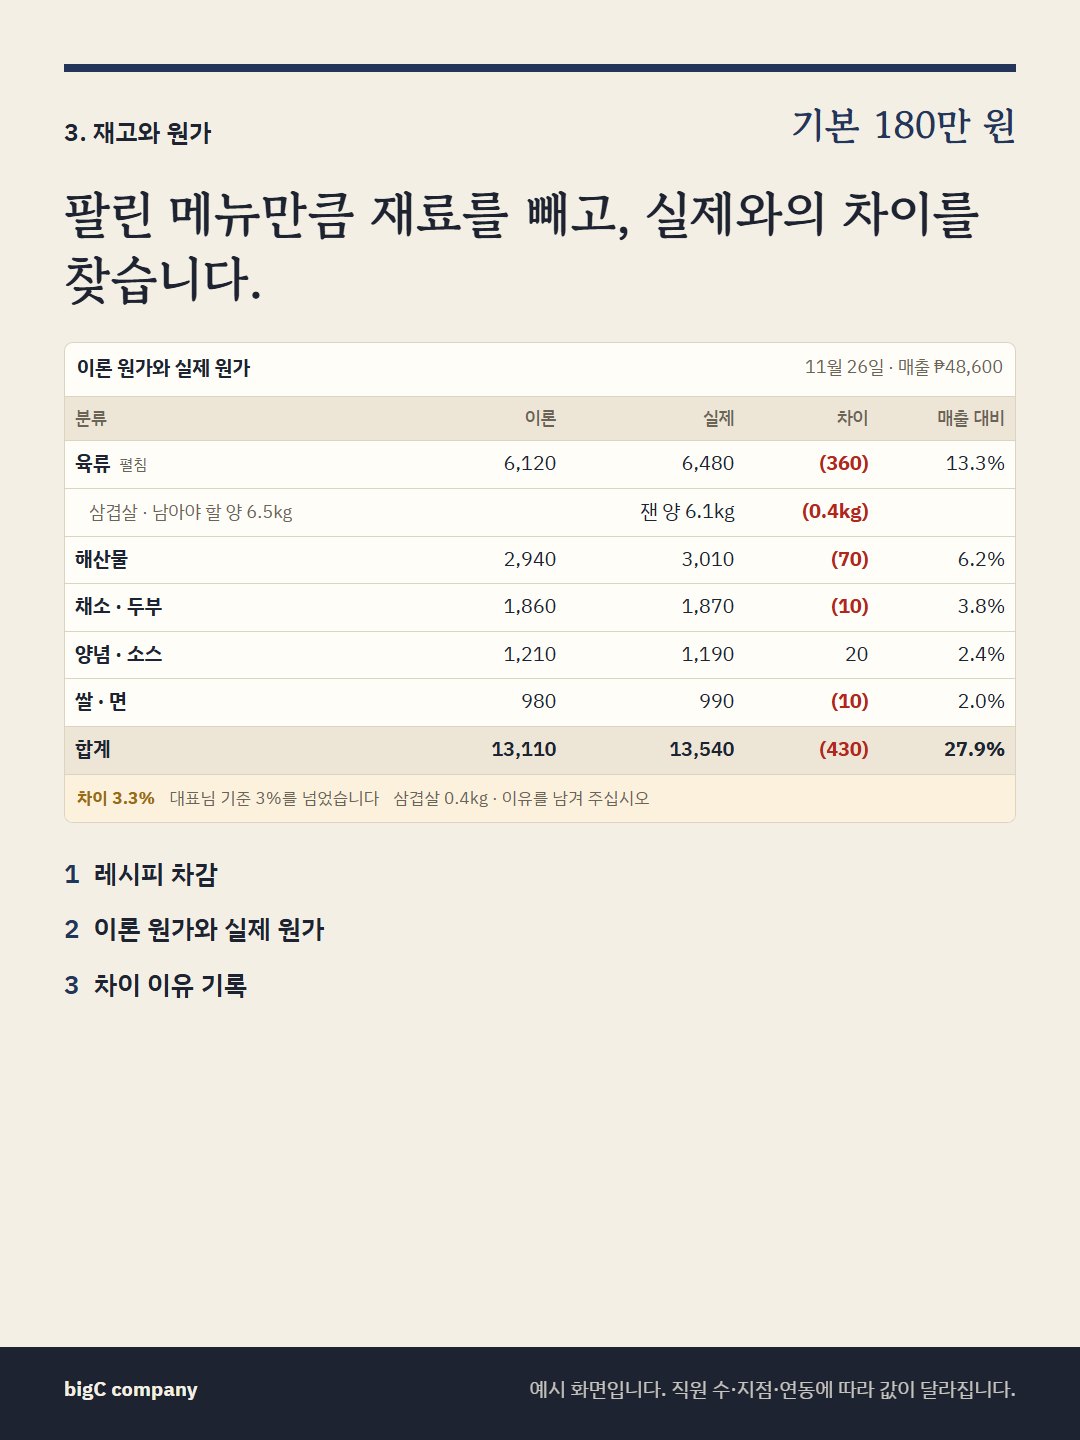 3. 재고와 원가
기본 180만 원
팔린 메뉴만큼 재료를 빼고, 실제와의 차이를
찾습니다.
이론 원가와 실제 원가
11월 26일 · 매출 ₱48,600
분류 이론 실제 차이 매출 대비
육류 펼침 6,120 6,480 (360) 13.3%
삼겹살 · 남아야 할 양 6.5kg 잰 양 6.1kg (0.4kg)
해산물 2,940 3,010 (70) 6.2%
채소 · 두부 1,860 1,870 (10) 3.8%
양념 · 소스 1,210 1,190 20 2.4%
쌀 · 면 980 990 (10) 2.0%
합계 13,110 13,540 (430) 27.9%
차이 3.3% 대표님 기준 3%를 넘었습니다 삼겹살 0.4kg · 이유를 남겨 주십시오
1 레시피 차감
2 이론 원가와 실제 원가
3 차이 이유 기록
bigC company
예시 화면입니다. 직원 수·지점·연동에 따라 값이 달라집니다.